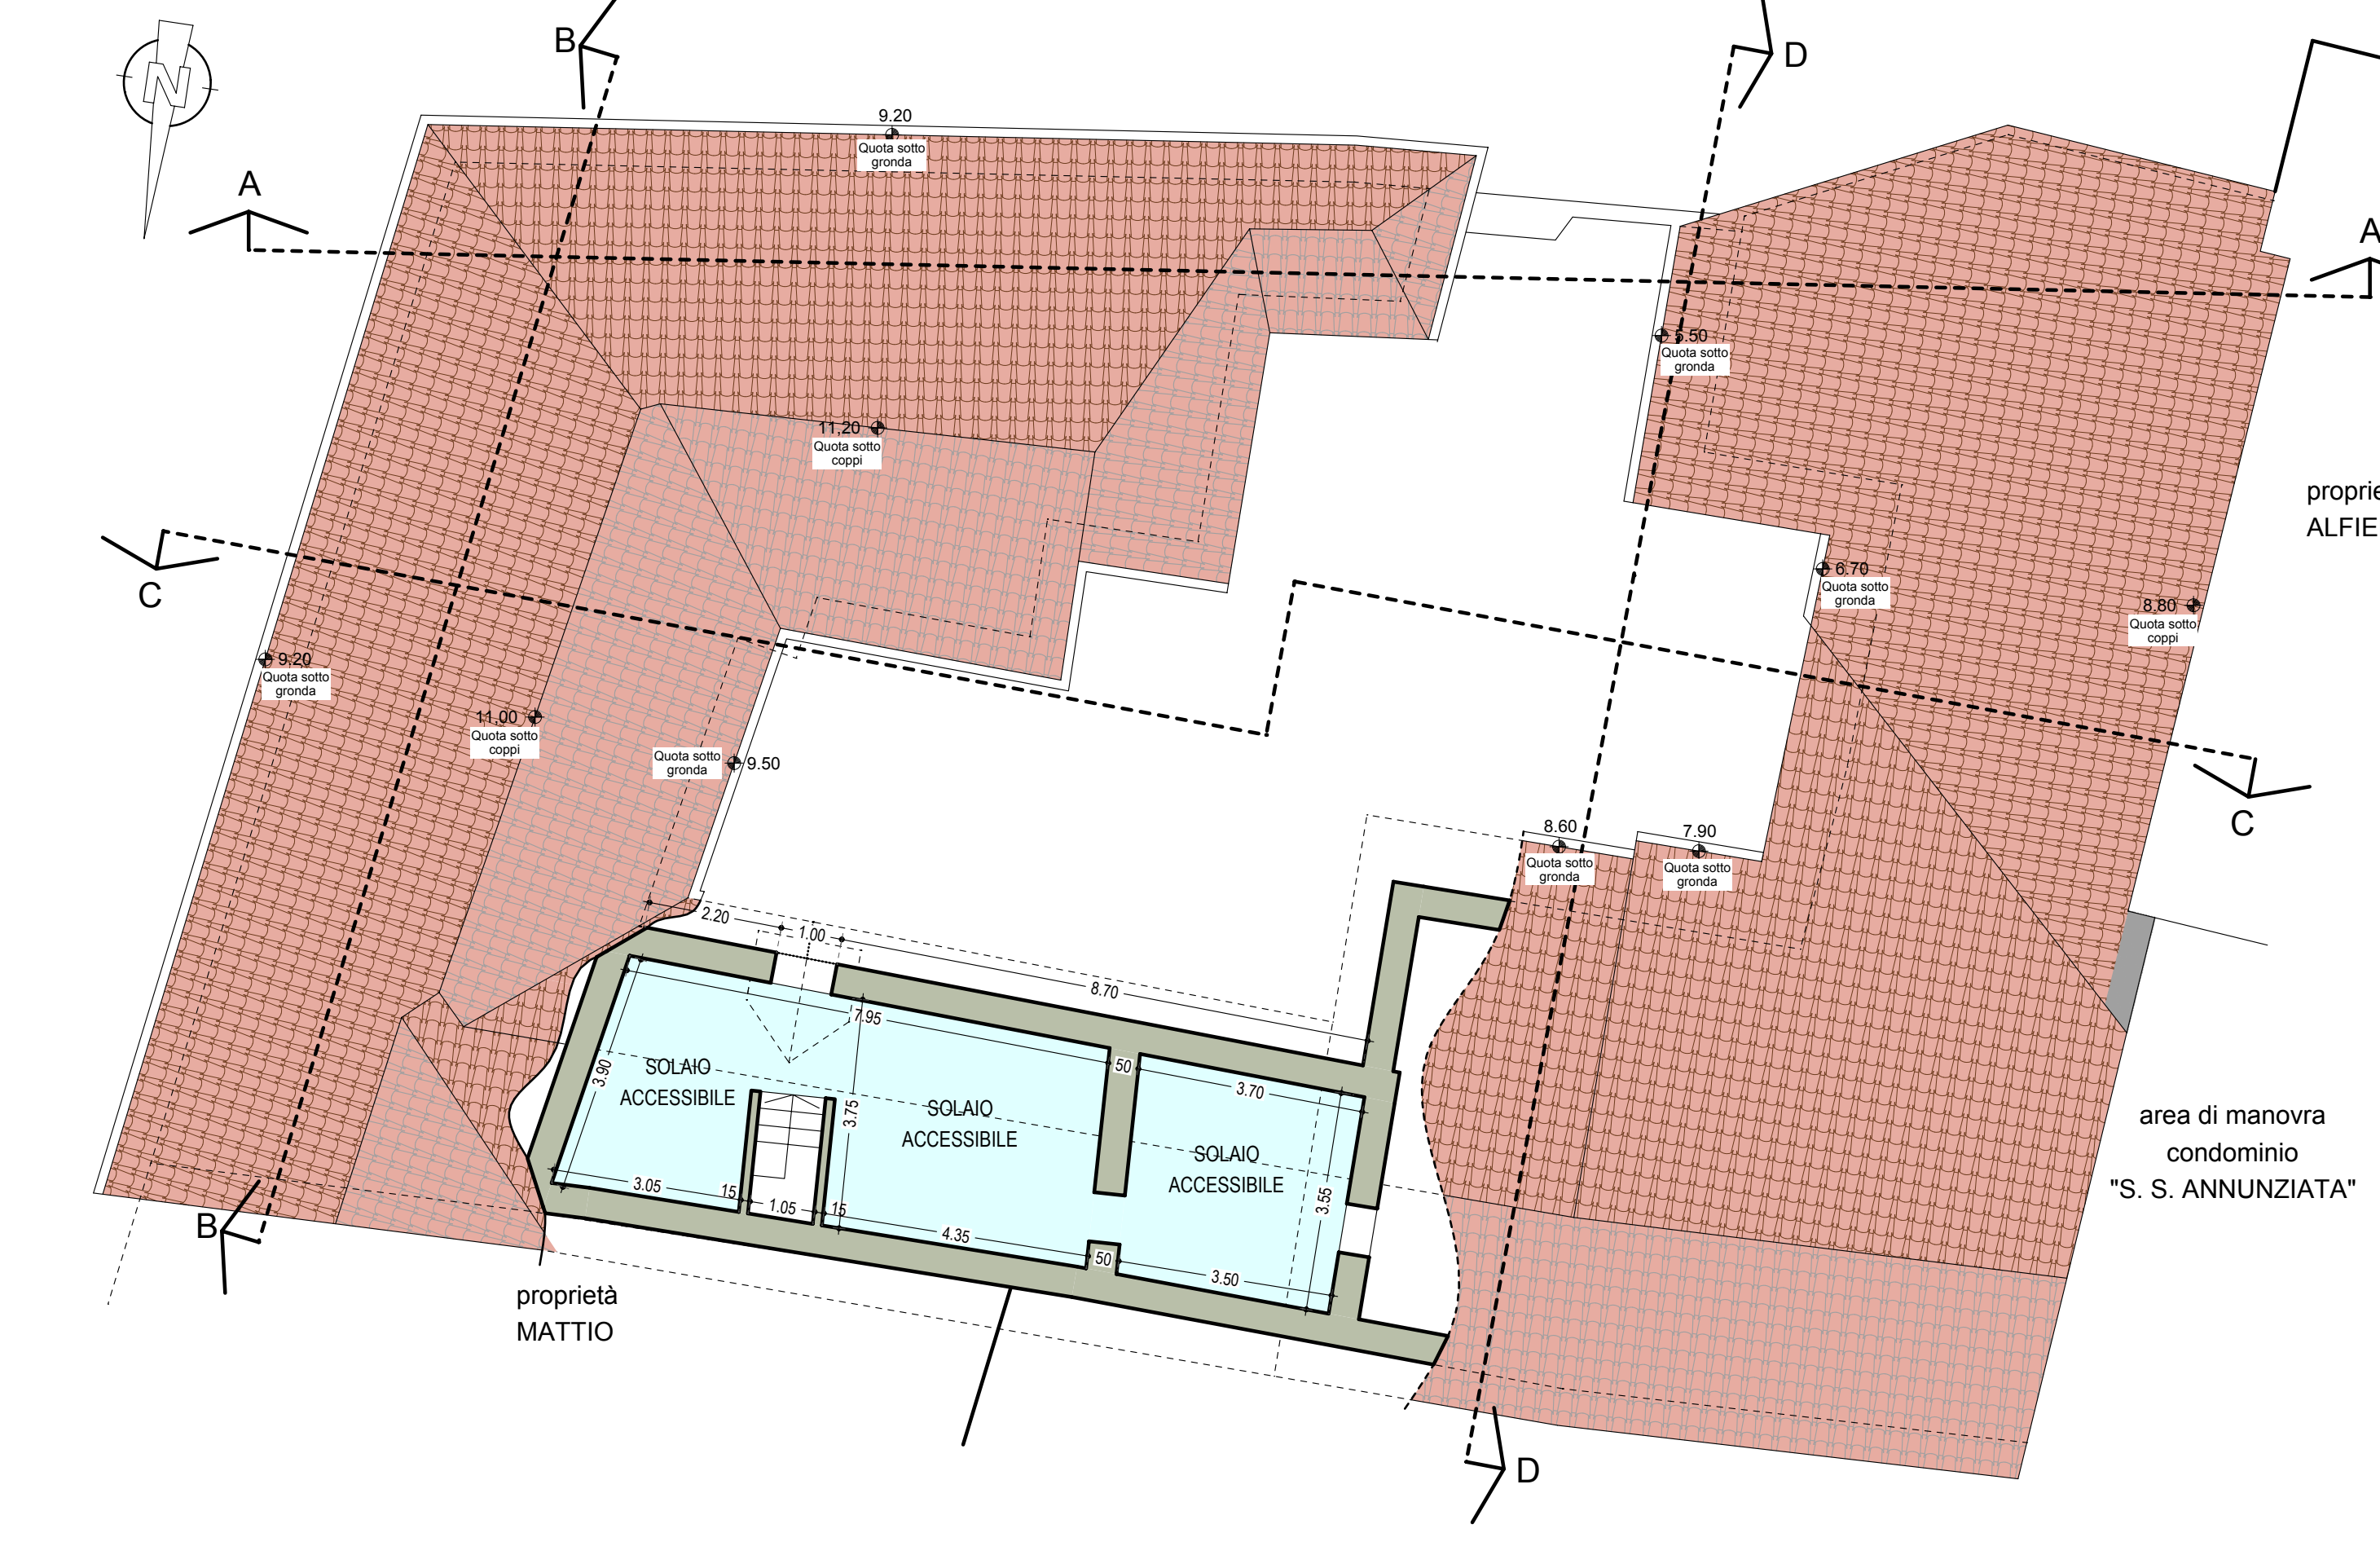 N
B
D
9.20
Quota sotto
gronda
A
A
5.50
Quota sotto
gronda
11,20
Quota sotto
coppi
proprie
ALFIE
C
6.70
Quota sotto
gronda
8,80
Quota sotto
coppi
9.20
Quota sotto
gronda
11,00
Quota sotto
coppi
Quota sotto
gronda
9.50
C
8.60
Quota sotto
gronda
7.90
Quota sotto
gronda
2.20
1.00
8.70
7.95
3.90
SOLAIO
ACCESSIBILE
50
3.70
3.75
SOLAIO
ACCESSIBILE
SOLAIO
ACCESSIBILE
3.05
15
1.05
15
4.35
50
3.50
3.55
area di manovra
condominio
"S. S. ANNUNZIATA"
B
proprietà
MATTIO
D